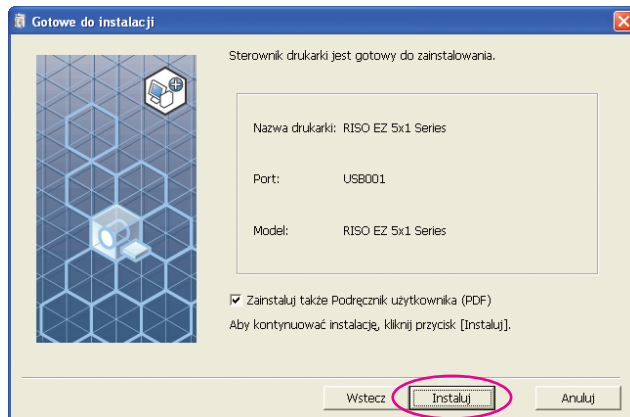 Gotowe do instalacji
Sterownik drukarki jest gotowy do zainstalowania.
Nazwa drukarki: RISO EZ 5x1 Series
Port: USB001
Model: RISO EZ 5x1 Series
Zainstaluj także Podręcznik użytkownika (PDF)
Aby kontynuować instalację, kliknij przycisk [Instaluj].
Wstecz Instaluj Anuluj